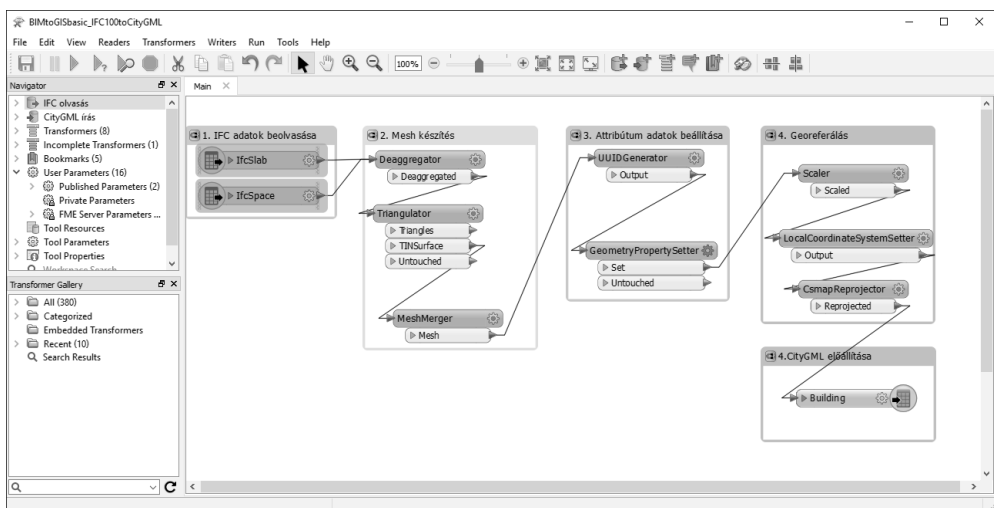 BIMtoGISbasic_IFC100toCityGML
File Edit View Readers Transformers Writers Run Tools Help
100%
Navigator
IFC olvasás
CityGML írás
Transformers (8)
Incomplete Transformers (1)
Bookmarks (5)
User Parameters (16)
Published Parameters (2)
Private Parameters
FME Server Parameters ...
Tool Resources
Tool Parameters
Tool Properties
Workspace Search
Transformer Gallery
All (380)
Categorized
Embedded Transformers
Recent (10)
Search Results
Main
1. IFC adatok beolvasása
IfcSlab
IfcSpace
2. Mesh készítés
Deaggregator
Deaggregated
Triangulator
Triangles
TINSurface
Untouched
MeshMerger
Mesh
3. Attribútum adatok beállítása
UUIDGenerator
Output
GeometryPropertySetter
Set
Untouched
4. Georeferálás
Scaler
Scaled
LocalCoordinateSystemSetter
Output
CsmapReprojector
Reprojected
4.CityGML előállítása
Building